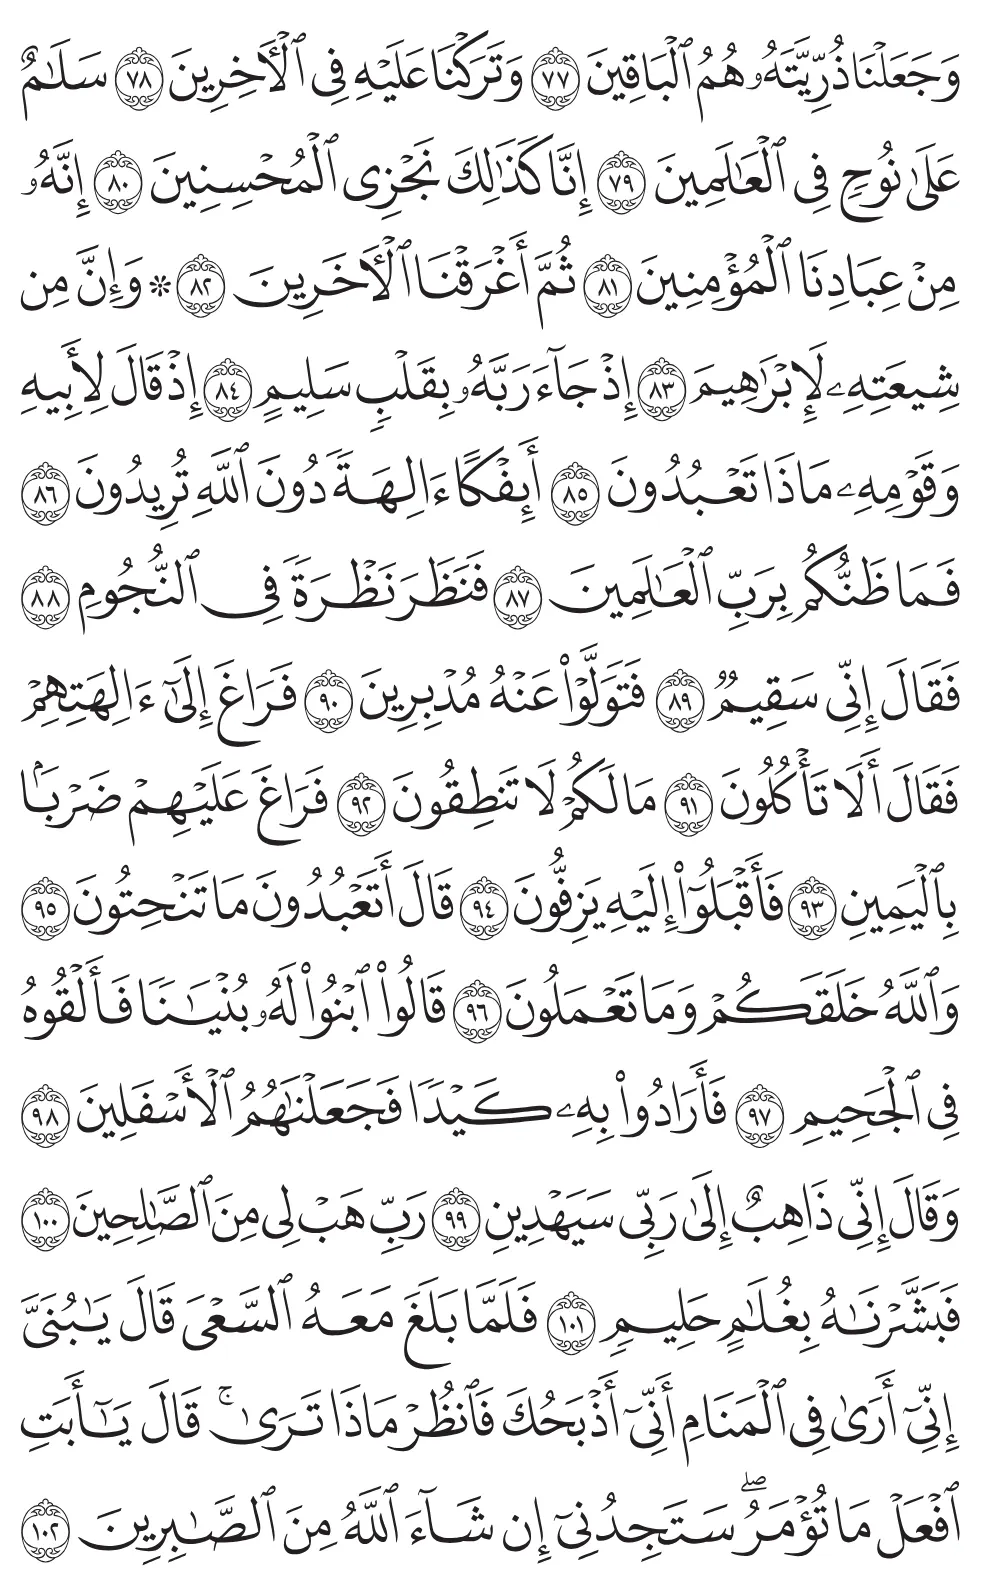 وَجَعَلْنَا ذُرِّيَّتَهُۥ هُمُ ٱلْبَاقِينَ ٧٧ وَتَرَكْنَا عَلَيْهِ فِى ٱلْأَخِرِينَ ٧٨ سَلَٰمٌ
عَلَىٰ نُوحٍ فِى ٱلْعَٰلَمِينَ ٧٩ إِنَّا كَذَٰلِكَ نَجْزِى ٱلْمُحْسِنِينَ ٨٠ إِنَّهُۥ
مِنْ عِبَادِنَا ٱلْمُؤْمِنِينَ ٨١ ثُمَّ أَغْرَقْنَا ٱلْأَخَرِينَ ٨٢ * وَإِنَّ مِن
شِيعَتِهِۦ لَإِبْرَٰهِيمَ ٨٣ إِذْ جَآءَ رَبَّهُۥ بِقَلْبٍ سَلِيمٍ ٨٤ إِذْ قَالَ لِأَبِيهِ
وَقَوْمِهِۦ مَاذَا تَعْبُدُونَ ٨٥ أَئِفْكًا ءَالِهَةً دُونَ ٱللَّهِ تُرِيدُونَ ٨٦
فَمَا ظَنُّكُم بِرَبِّ ٱلْعَٰلَمِينَ ٨٧ فَنَظَرَ نَظْرَةً فِى ٱلنُّجُومِ ٨٨
فَقَالَ إِنِّى سَقِيمٌ ٨٩ فَتَوَلَّوْا۟ عَنْهُ مُدْبِرِينَ ٩٠ فَرَاغَ إِلَىٰٓ ءَالِهَتِهِمْ
فَقَالَ أَلَا تَأْكُلُونَ ٩١ مَا لَكُمْ لَا تَنطِقُونَ ٩٢ فَرَاغَ عَلَيْهِمْ ضَرْبًۢا
بِٱلْيَمِينِ ٩٣ فَأَقْبَلُوٓا۟ إِلَيْهِ يَزِفُّونَ ٩٤ قَالَ أَتَعْبُدُونَ مَا تَنْحِتُونَ ٩٥
وَٱللَّهُ خَلَقَكُمْ وَمَا تَعْمَلُونَ ٩٦ قَالُوا۟ ٱبْنُوا۟ لَهُۥ بُنْيَٰنًا فَأَلْقُوهُ
فِى ٱلْجَحِيمِ ٩٧ فَأَرَادُوا۟ بِهِۦ كَيْدًا فَجَعَلْنَٰهُمُ ٱلْأَسْفَلِينَ ٩٨
وَقَالَ إِنِّى ذَاهِبٌ إِلَىٰ رَبِّى سَيَهْدِينِ ٩٩ رَبِّ هَبْ لِى مِنَ ٱلصَّٰلِحِينَ ١٠٠
فَبَشَّرْنَٰهُ بِغُلَٰمٍ حَلِيمٍ ١٠١ فَلَمَّا بَلَغَ مَعَهُ ٱلسَّعْىَ قَالَ يَٰبُنَىَّ
إِنِّىٓ أَرَىٰ فِى ٱلْمَنَامِ أَنِّىٓ أَذْبَحُكَ فَٱنظُرْ مَاذَا تَرَىٰ ۚ قَالَ يَٰٓأَبَتِ
ٱفْعَلْ مَا تُؤْمَرُ ۖ سَتَجِدُنِىٓ إِن شَآءَ ٱللَّهُ مِنَ ٱلصَّٰبِرِينَ ١٠٢